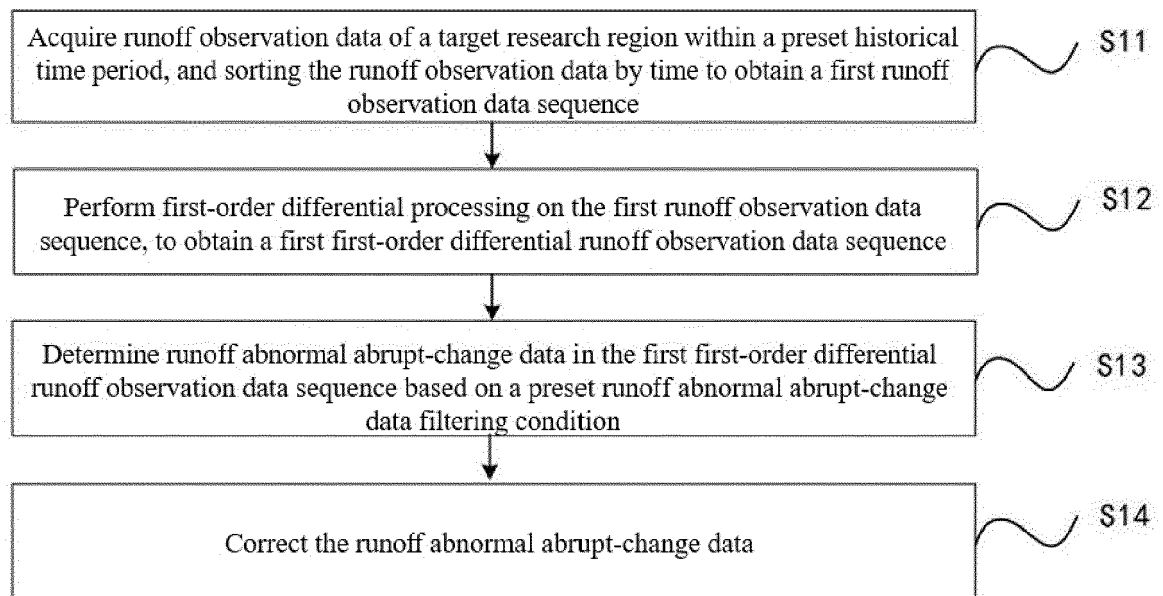 Acquire runoff observation data of a target research region within a preset historical
time period, and sorting the runoff observation data by time to obtain a first runoff
observation data sequence
S11
Perform first-order differential processing on the first runoff observation data
sequence, to obtain a first first-order differential runoff observation data sequence
S12
Determine runoff abnormal abrupt-change data in the first first-order differential
runoff observation data sequence based on a preset runoff abnormal abrupt-change
data filtering condition
S13
Correct the runoff abnormal abrupt-change data
S14